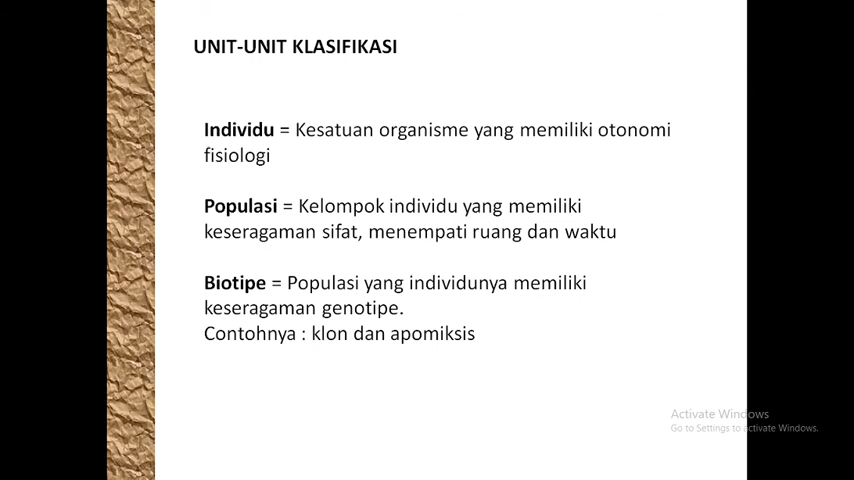 UNIT-UNIT KLASIFIKASI
Individu = Kesatuan organisme yang memiliki otonomi
fisiologi
Populasi = Kelompok individu yang memiliki
keseragaman sifat, menempati ruang dan waktu
Biotipe = Populasi yang individunya memiliki
keseragaman genotipe.
Contohnya : klon dan apomiksis
Activate Windows
Go to Settings to activate Windows.